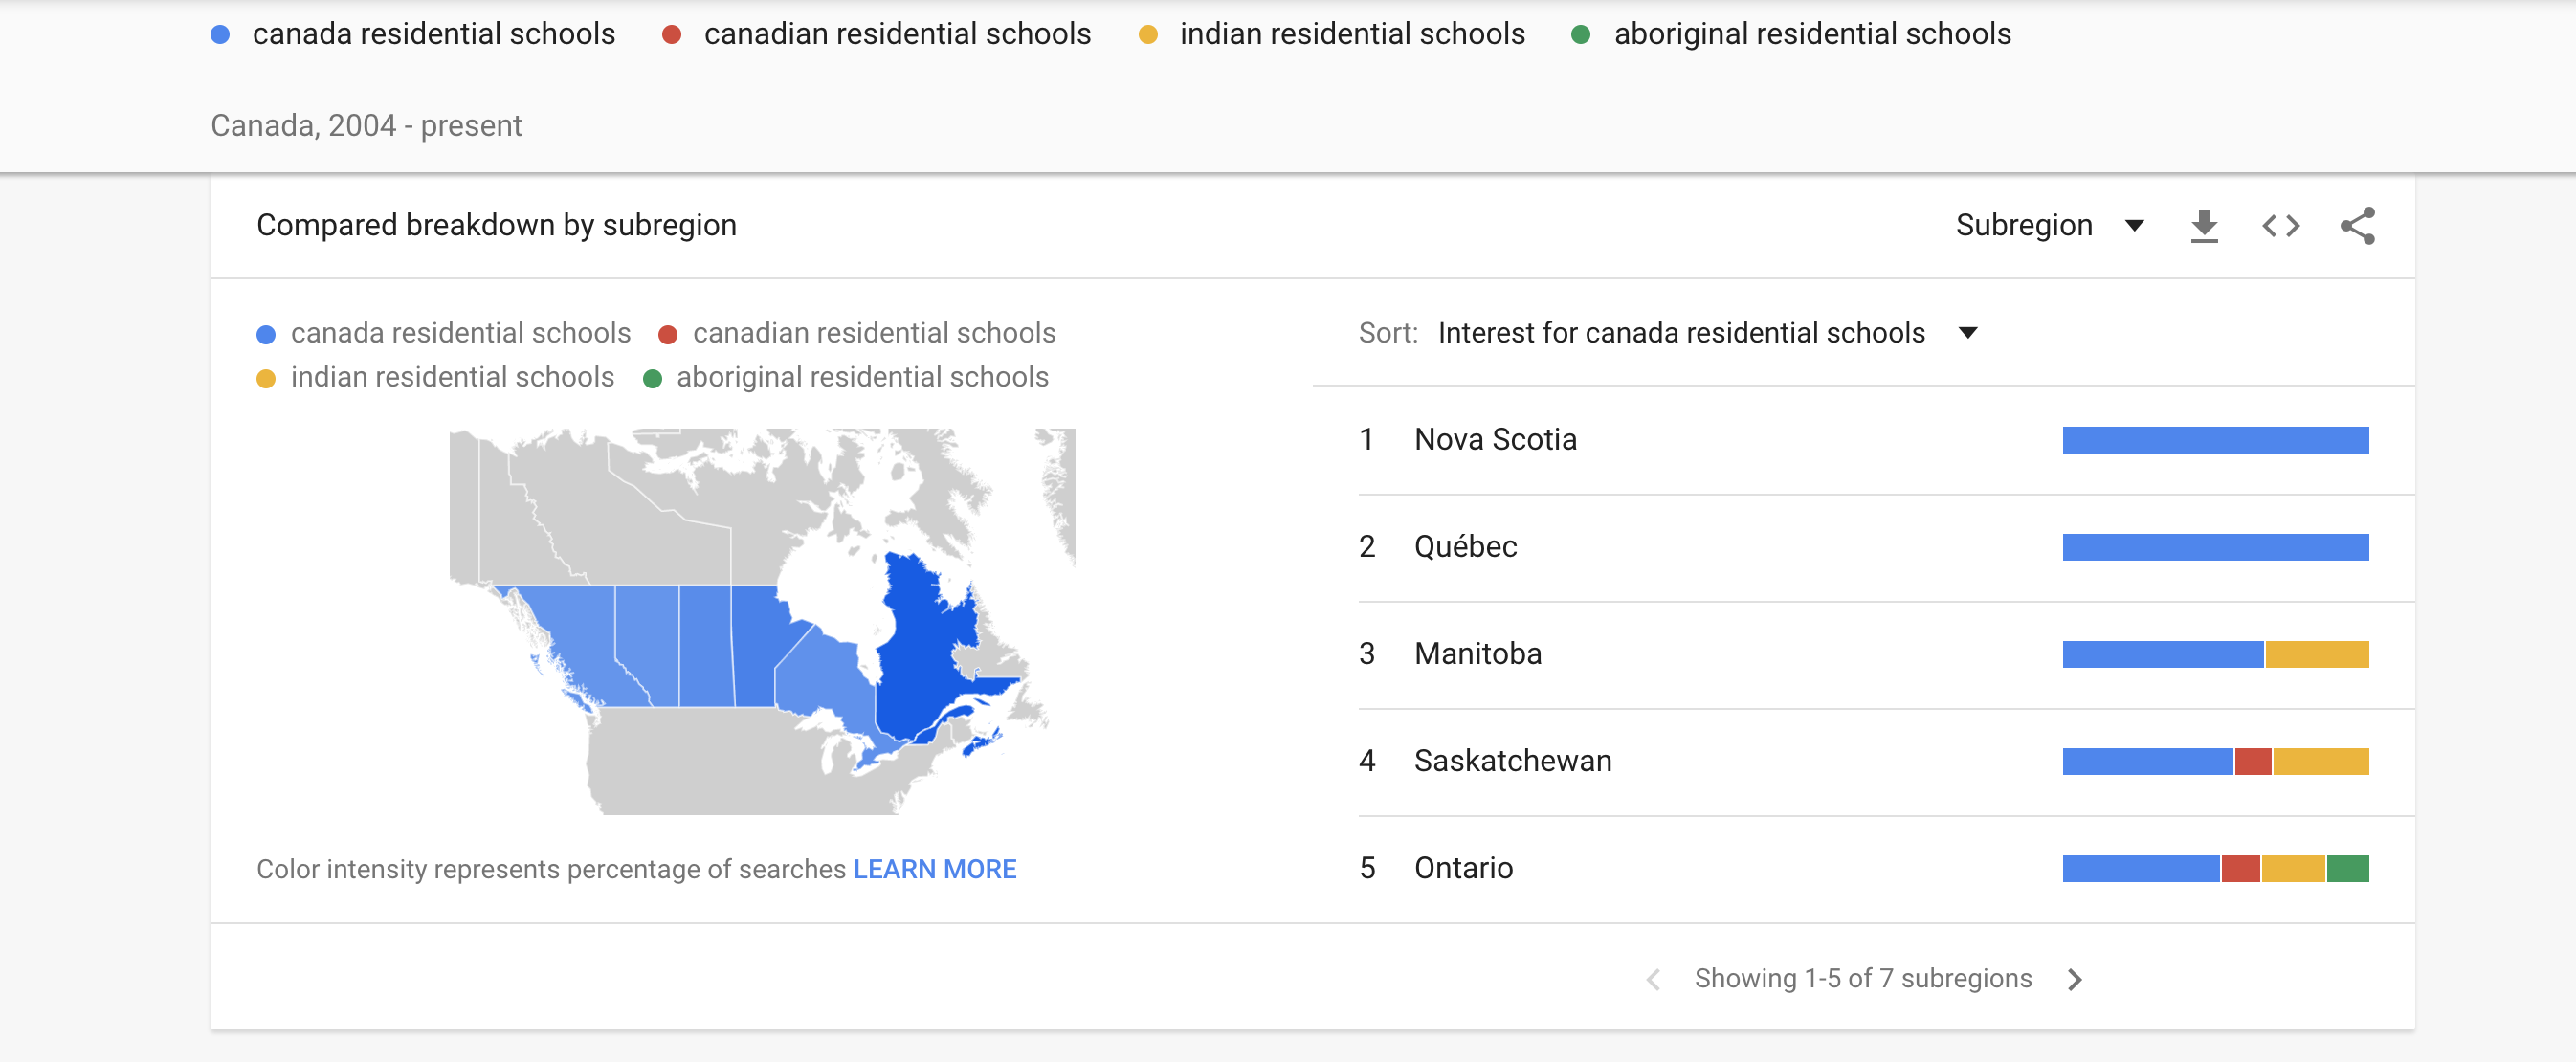 canada residential schools canadian residential schools indian residential schools aboriginal residential schools
Canada, 2004 - present
Compared breakdown by subregion
Subregion
canada residential schools canadian residential schools
indian residential schools aboriginal residential schools
Color intensity represents percentage of searches LEARN MORE
Sort: Interest for canada residential schools
1 Nova Scotia
2 Québec
3 Manitoba
4 Saskatchewan
5 Ontario
Showing 1-5 of 7 subregions